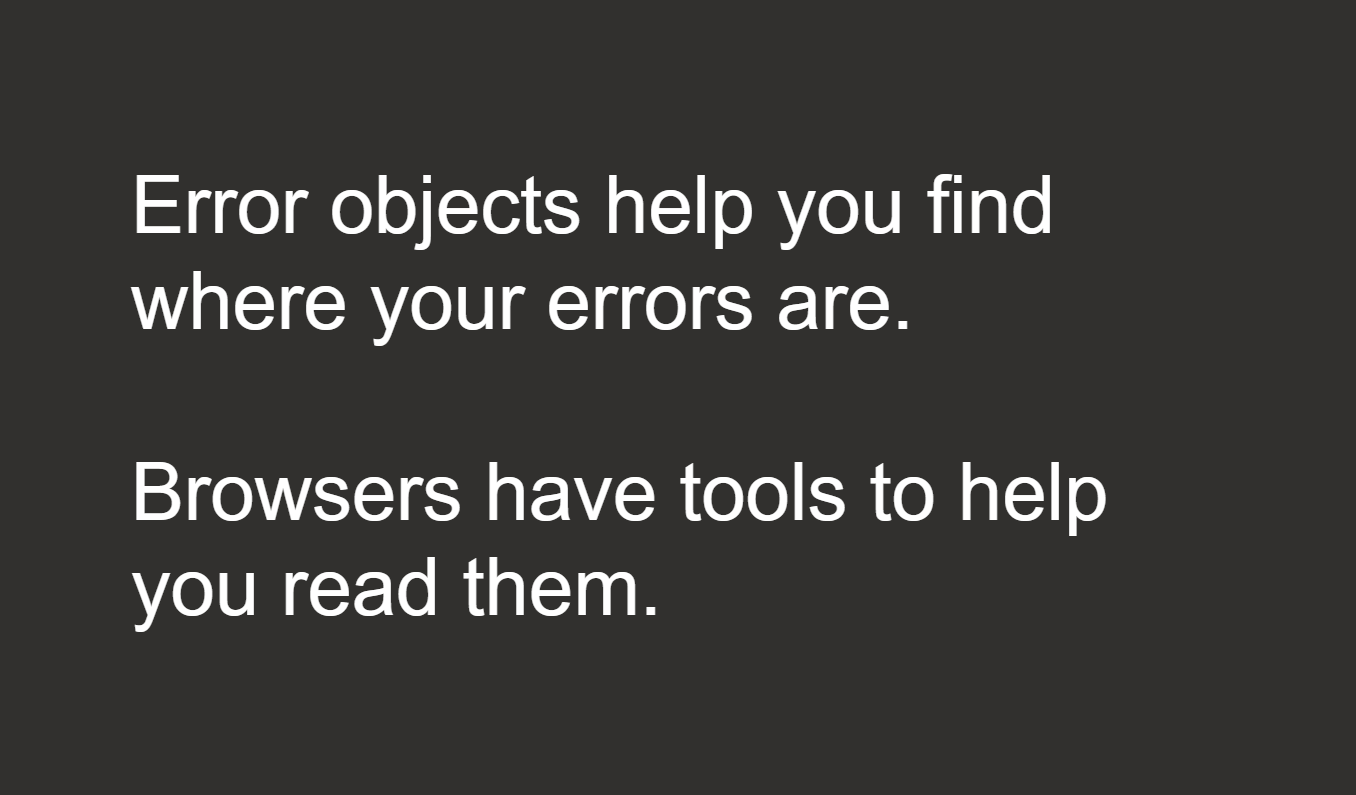 Error objects help you find
where your errors are.
Browsers have tools to help
you read them.